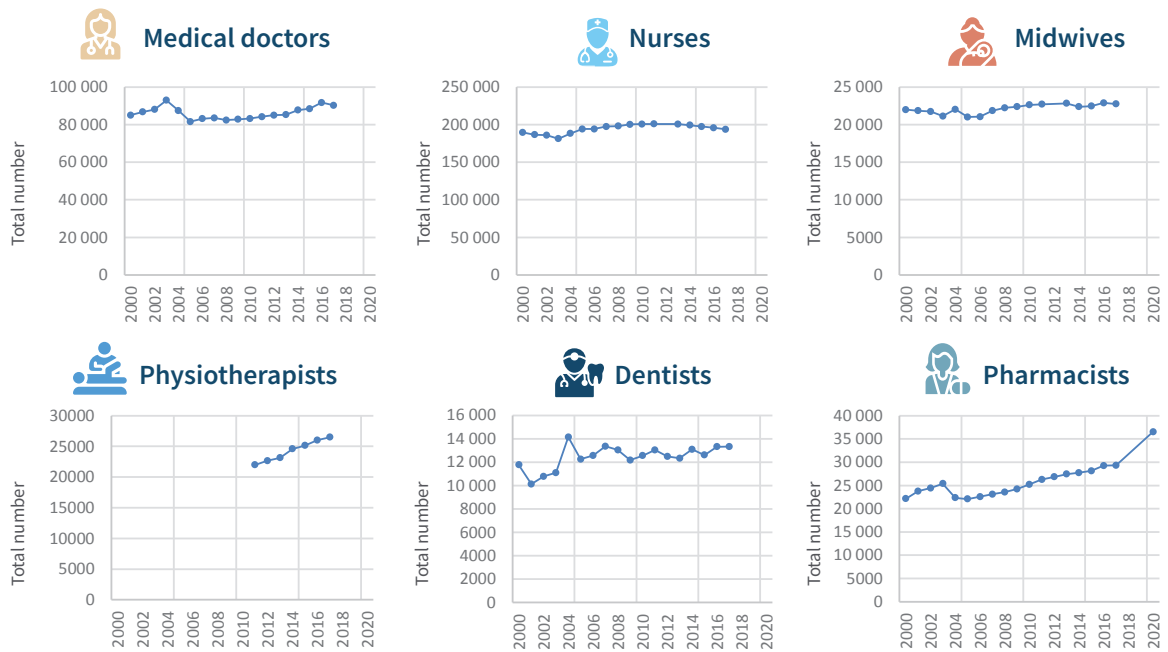 Medical doctors
Nurses
Midwives
Total number
100 000
80 000
60 000
40 000
20 000
0
2000 2002 2004 2006 2008 2010 2012 2014 2016 2018 2020
Total number
250 000
200 000
150 000
100 000
50 000
0
2000 2002 2004 2006 2008 2010 2012 2014 2016 2018 2020
Total number
25 000
20 000
15 000
10 000
5000
0
2000 2002 2004 2006 2008 2010 2012 2014 2016 2018 2020
Physiotherapists
Dentists
Pharmacists
Total number
30000
25000
20000
15000
10000
5000
0
2000 2002 2004 2006 2008 2010 2012 2014 2016 2018 2020
Total number
16 000
14 000
12 000
10 000
8000
6000
4000
2000
0
2000 2002 2004 2006 2008 2010 2012 2014 2016 2018 2020
Total number
40 000
35 000
30 000
25 000
20 000
15 000
10 000
5000
0
2000 2002 2004 2006 2008 2010 2012 2014 2016 2018 2020